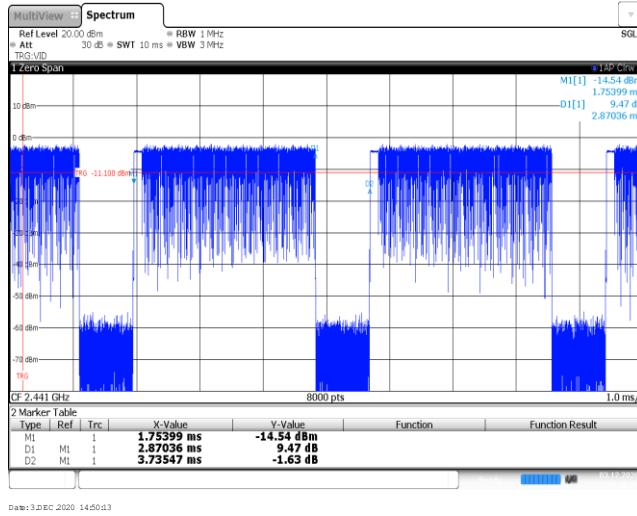 MultiView Spectrum
Ref Level 20.00 dBm RBW 1 MHz SGL
Att 30 dB SWT 10 ms VBW 3 MHz
TRG:VID
1 Zero Span 1AP Clrw
M1[1] -14.54 dBm
1.75399 ms
10 dBm D1[1] 9.47 dB
2.87036 ms
0 dBm
D1
TRG -11.100 dBm
D2
-20 dBm
-30 dBm
-40 dBm
-50 dBm
-60 dBm
-70 dBm
TRG
CF 2.441 GHz 8000 pts 1.0 ms/
2 Marker Table
Type Ref Trc X-Value Y-Value Function Function Result
M1 1 1.75399 ms -14.54 dBm
D1 M1 1 2.87036 ms 9.47 dB
D2 M1 1 3.73547 ms -1.63 dB
Date: 3.DEC.2020 14:50:13